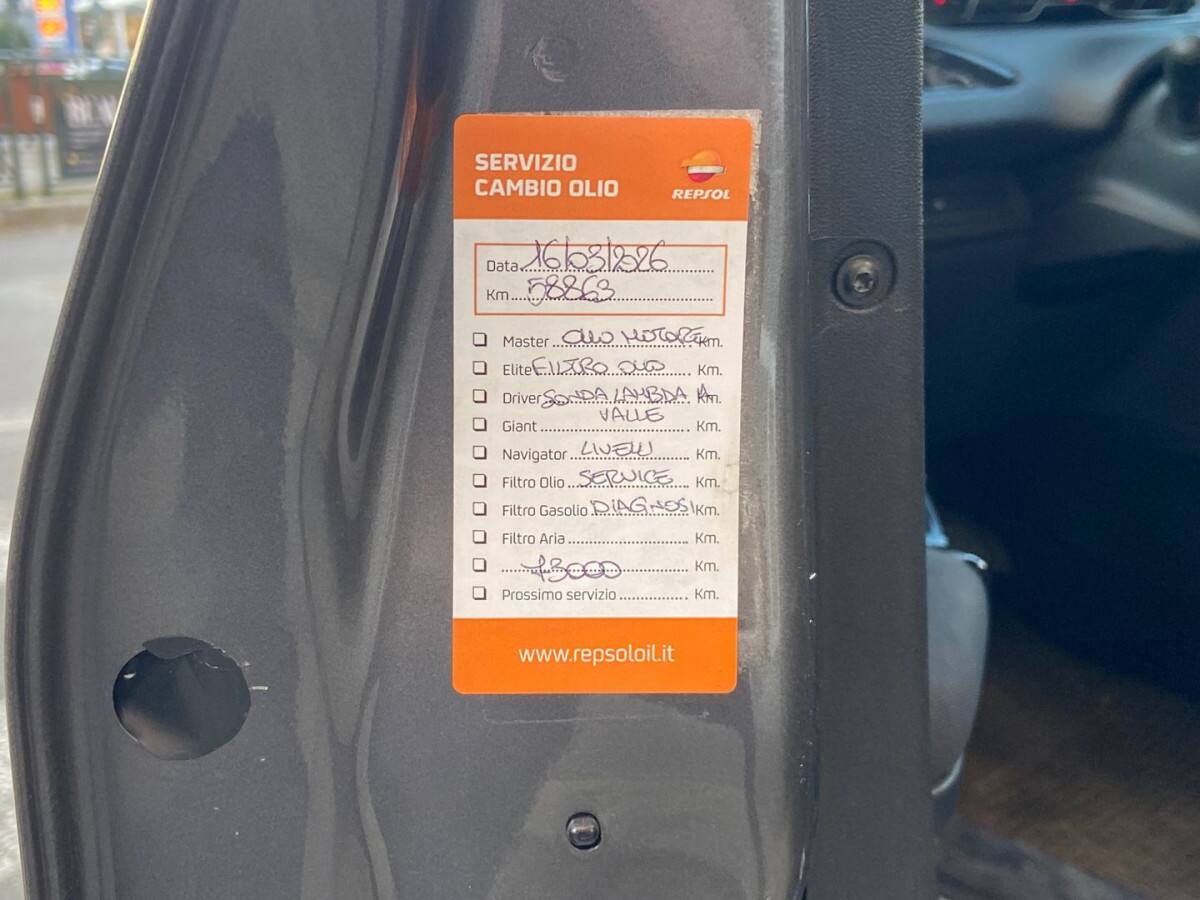 SERVIZIO
CAMBIO OLIO
REPSOL
Data 16/03/2026
Km 58863
Master OLIO MOTORE Km.
Elite FILTRO OLIO Km.
Driver SONDA LAMBDA A Km.
VALLE
Giant Km.
Navigator LIVELLI Km.
Filtro Olio SERVICE Km.
Filtro Gasolio DIAGNOSI Km.
Filtro Aria Km.
73000 Km.
Prossimo servizio Km.
www.repsoloil.it